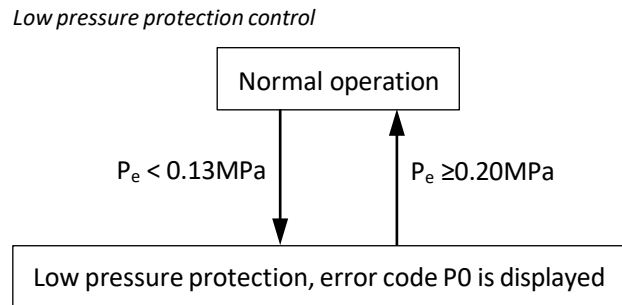 Low pressure protection control
Normal operation
Pₑ < 0.13MPa
Pₑ ≥0.20MPa
Low pressure protection, error code P0 is displayed